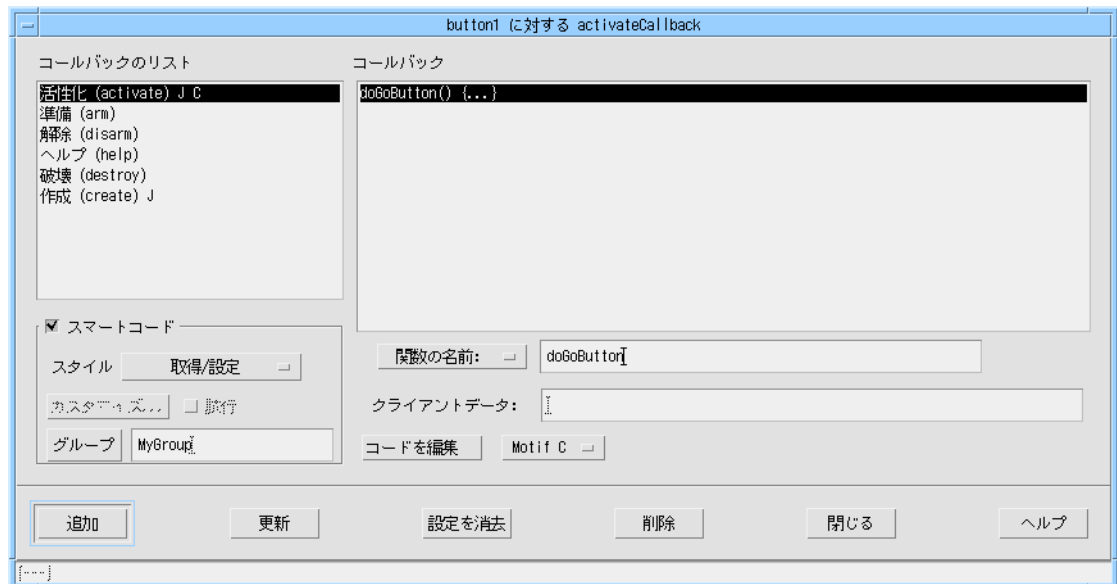 button1 に対する activateCallback
コールバックのリスト
活性化 (activate) J C
準備 (arm)
解除 (disarm)
ヘルプ (help)
破壊 (destroy)
作成 (create) J
コールバック
doGoButton() {...}
スマートコード
スタイル 取得/設定
カスタマイズ... 試行
グループ MyGroup
関数の名前: doGoButton
クライアントデータ:
コードを編集 Motif C
追加 更新 設定を消去 削除 閉じる ヘルプ
[---]